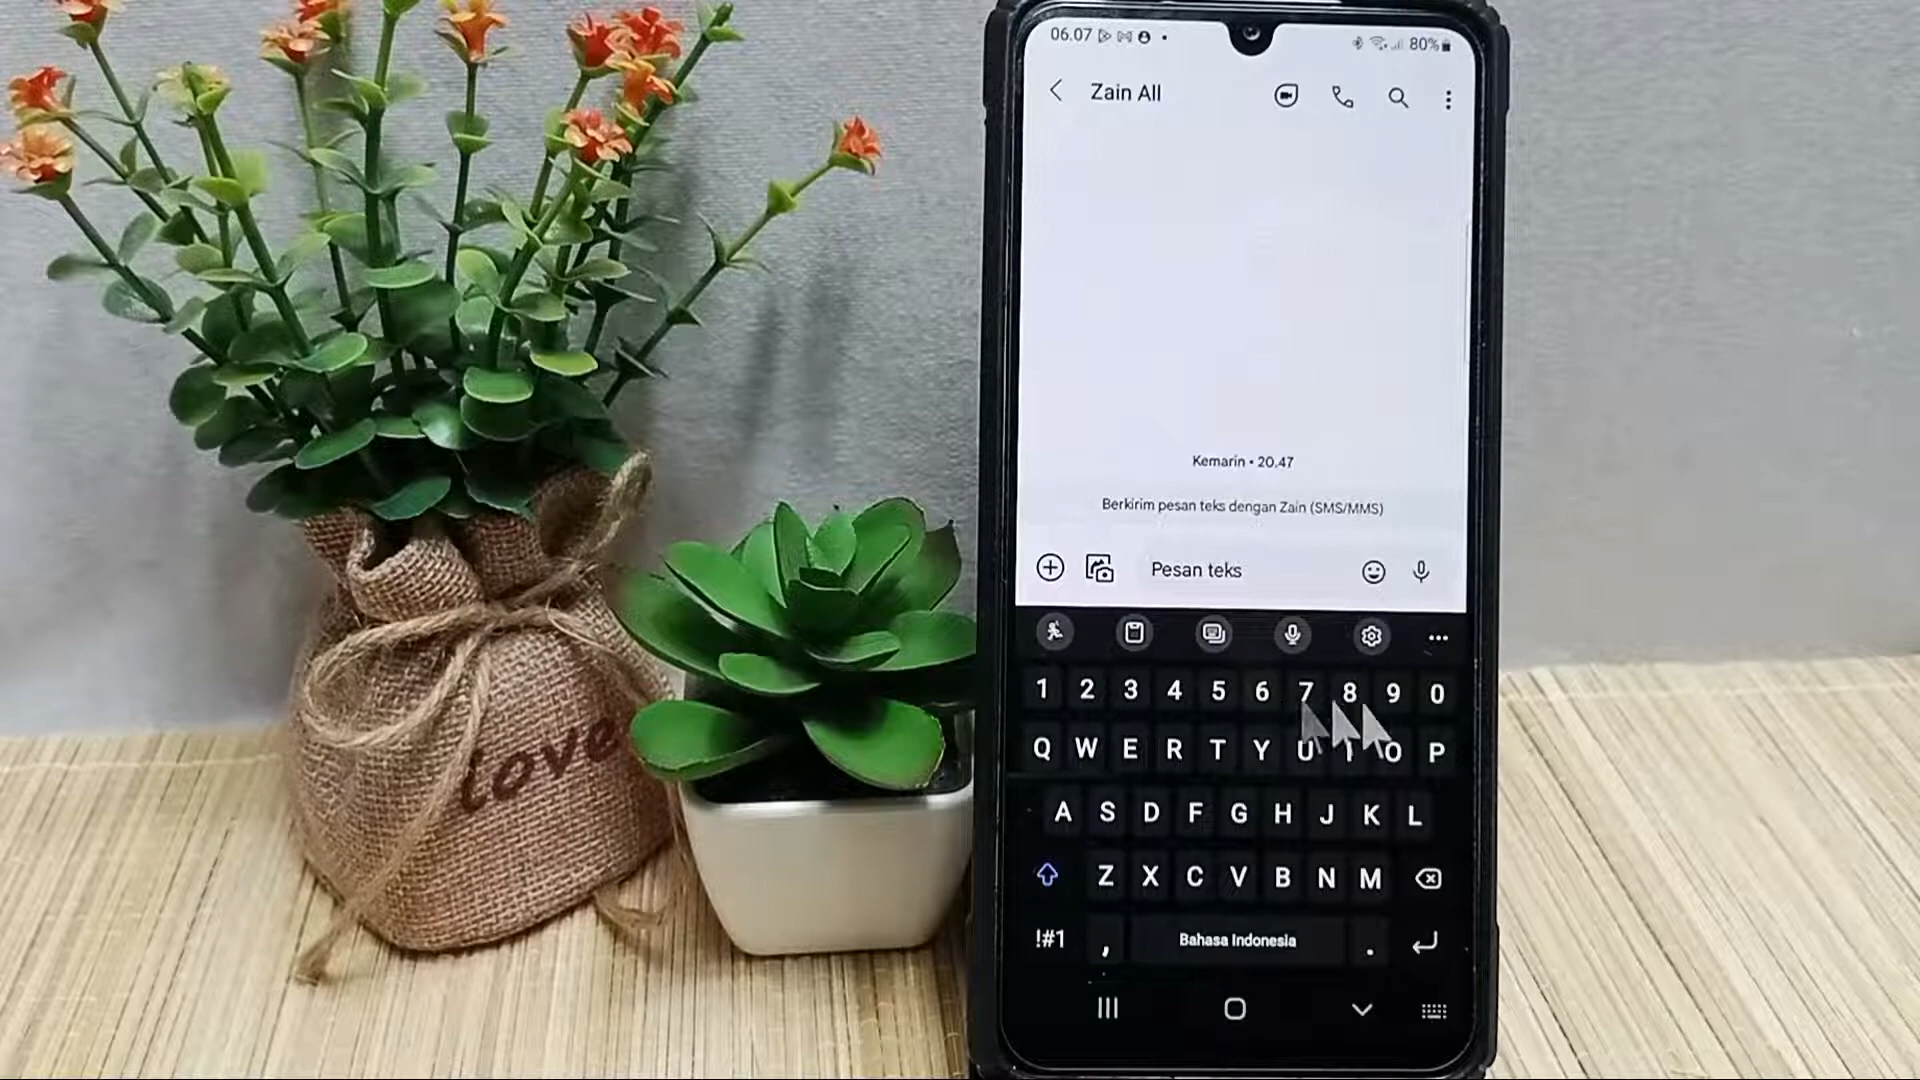 06.07
80%
Zain All
Kemarin • 20.47
Berkirim pesan teks dengan Zain (SMS/MMS)
Pesan teks
1 2 3 4 5 6 7 8 9 0
Q W E R T Y U I O P
A S D F G H J K L
Z X C V B N M
!#1 , Bahasa Indonesia .
love